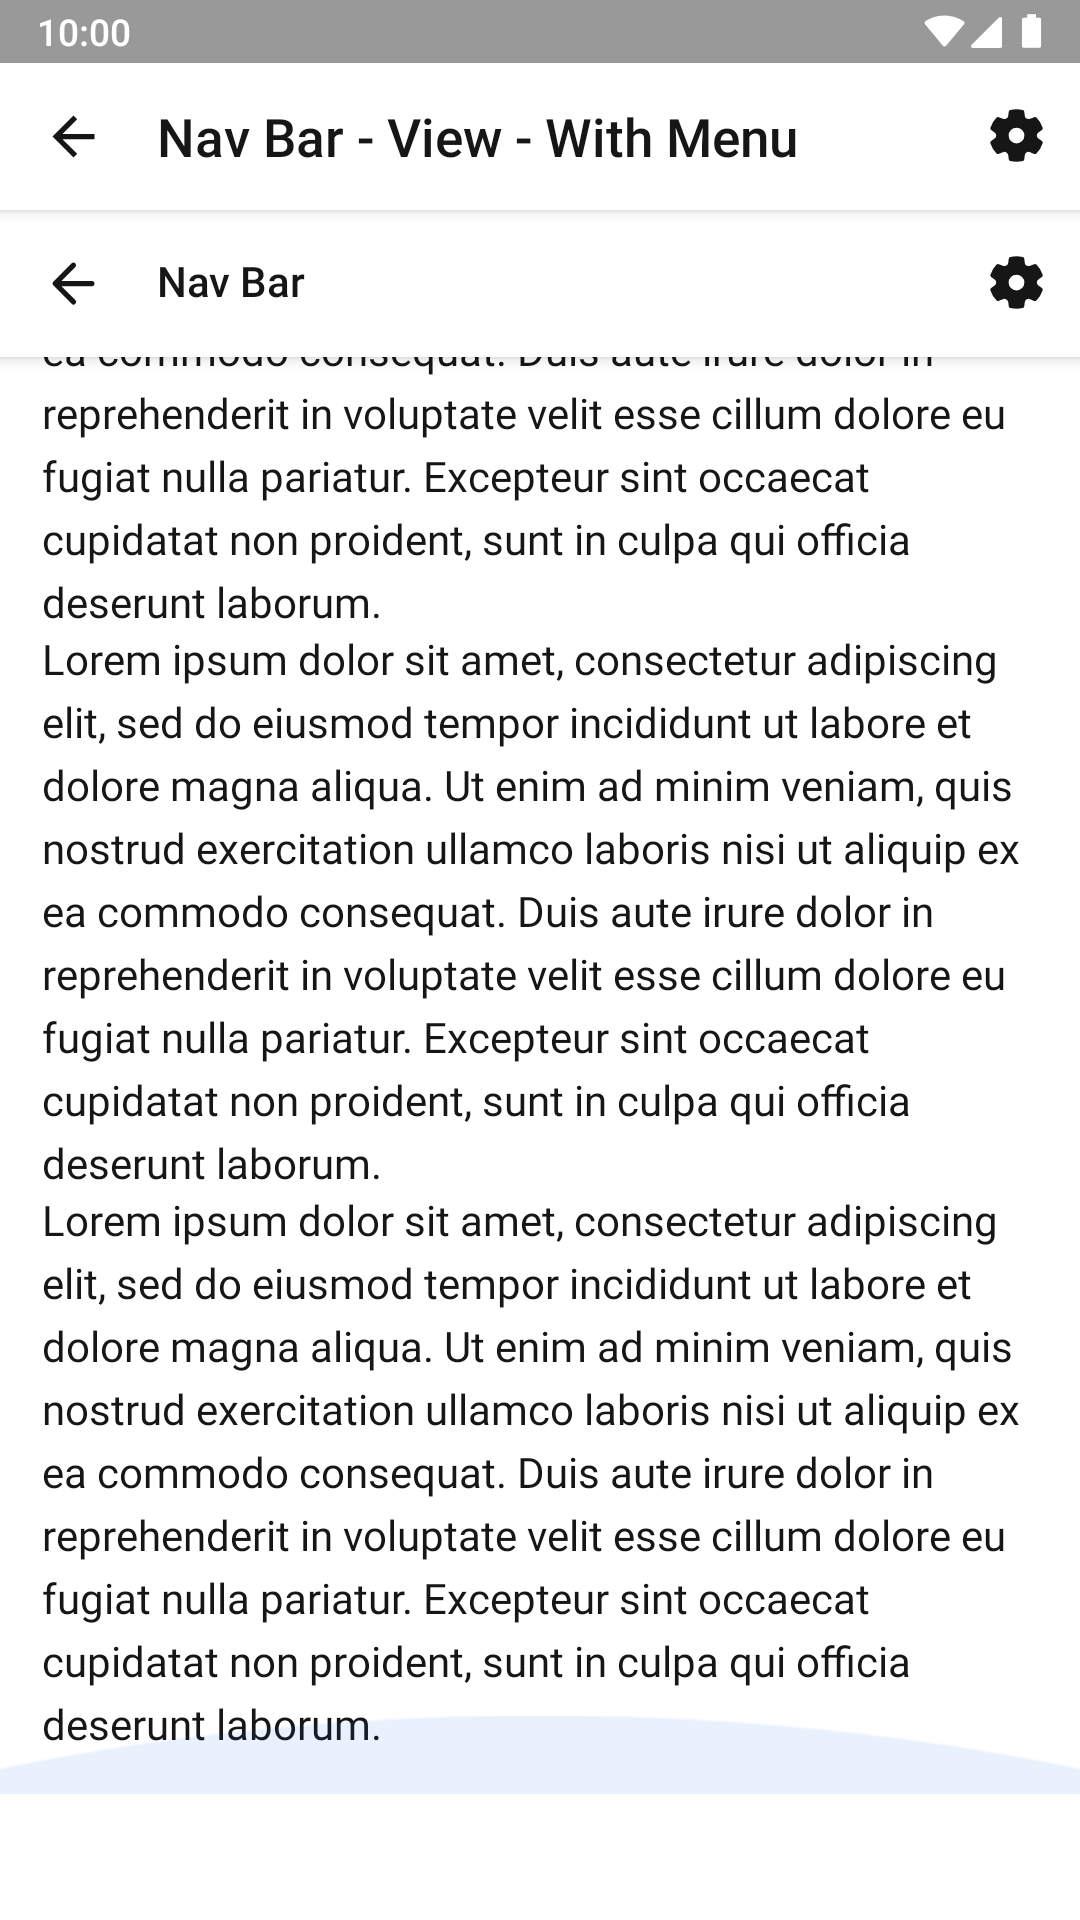 10:00
Nav Bar - View - With Menu
Nav Bar
ea commodo consequat. Duis aute irure dolor in
reprehenderit in voluptate velit esse cillum dolore eu
fugiat nulla pariatur. Excepteur sint occaecat
cupidatat non proident, sunt in culpa qui officia
deserunt laborum.
Lorem ipsum dolor sit amet, consectetur adipiscing
elit, sed do eiusmod tempor incididunt ut labore et
dolore magna aliqua. Ut enim ad minim veniam, quis
nostrud exercitation ullamco laboris nisi ut aliquip ex
ea commodo consequat. Duis aute irure dolor in
reprehenderit in voluptate velit esse cillum dolore eu
fugiat nulla pariatur. Excepteur sint occaecat
cupidatat non proident, sunt in culpa qui officia
deserunt laborum.
Lorem ipsum dolor sit amet, consectetur adipiscing
elit, sed do eiusmod tempor incididunt ut labore et
dolore magna aliqua. Ut enim ad minim veniam, quis
nostrud exercitation ullamco laboris nisi ut aliquip ex
ea commodo consequat. Duis aute irure dolor in
reprehenderit in voluptate velit esse cillum dolore eu
fugiat nulla pariatur. Excepteur sint occaecat
cupidatat non proident, sunt in culpa qui officia
deserunt laborum.